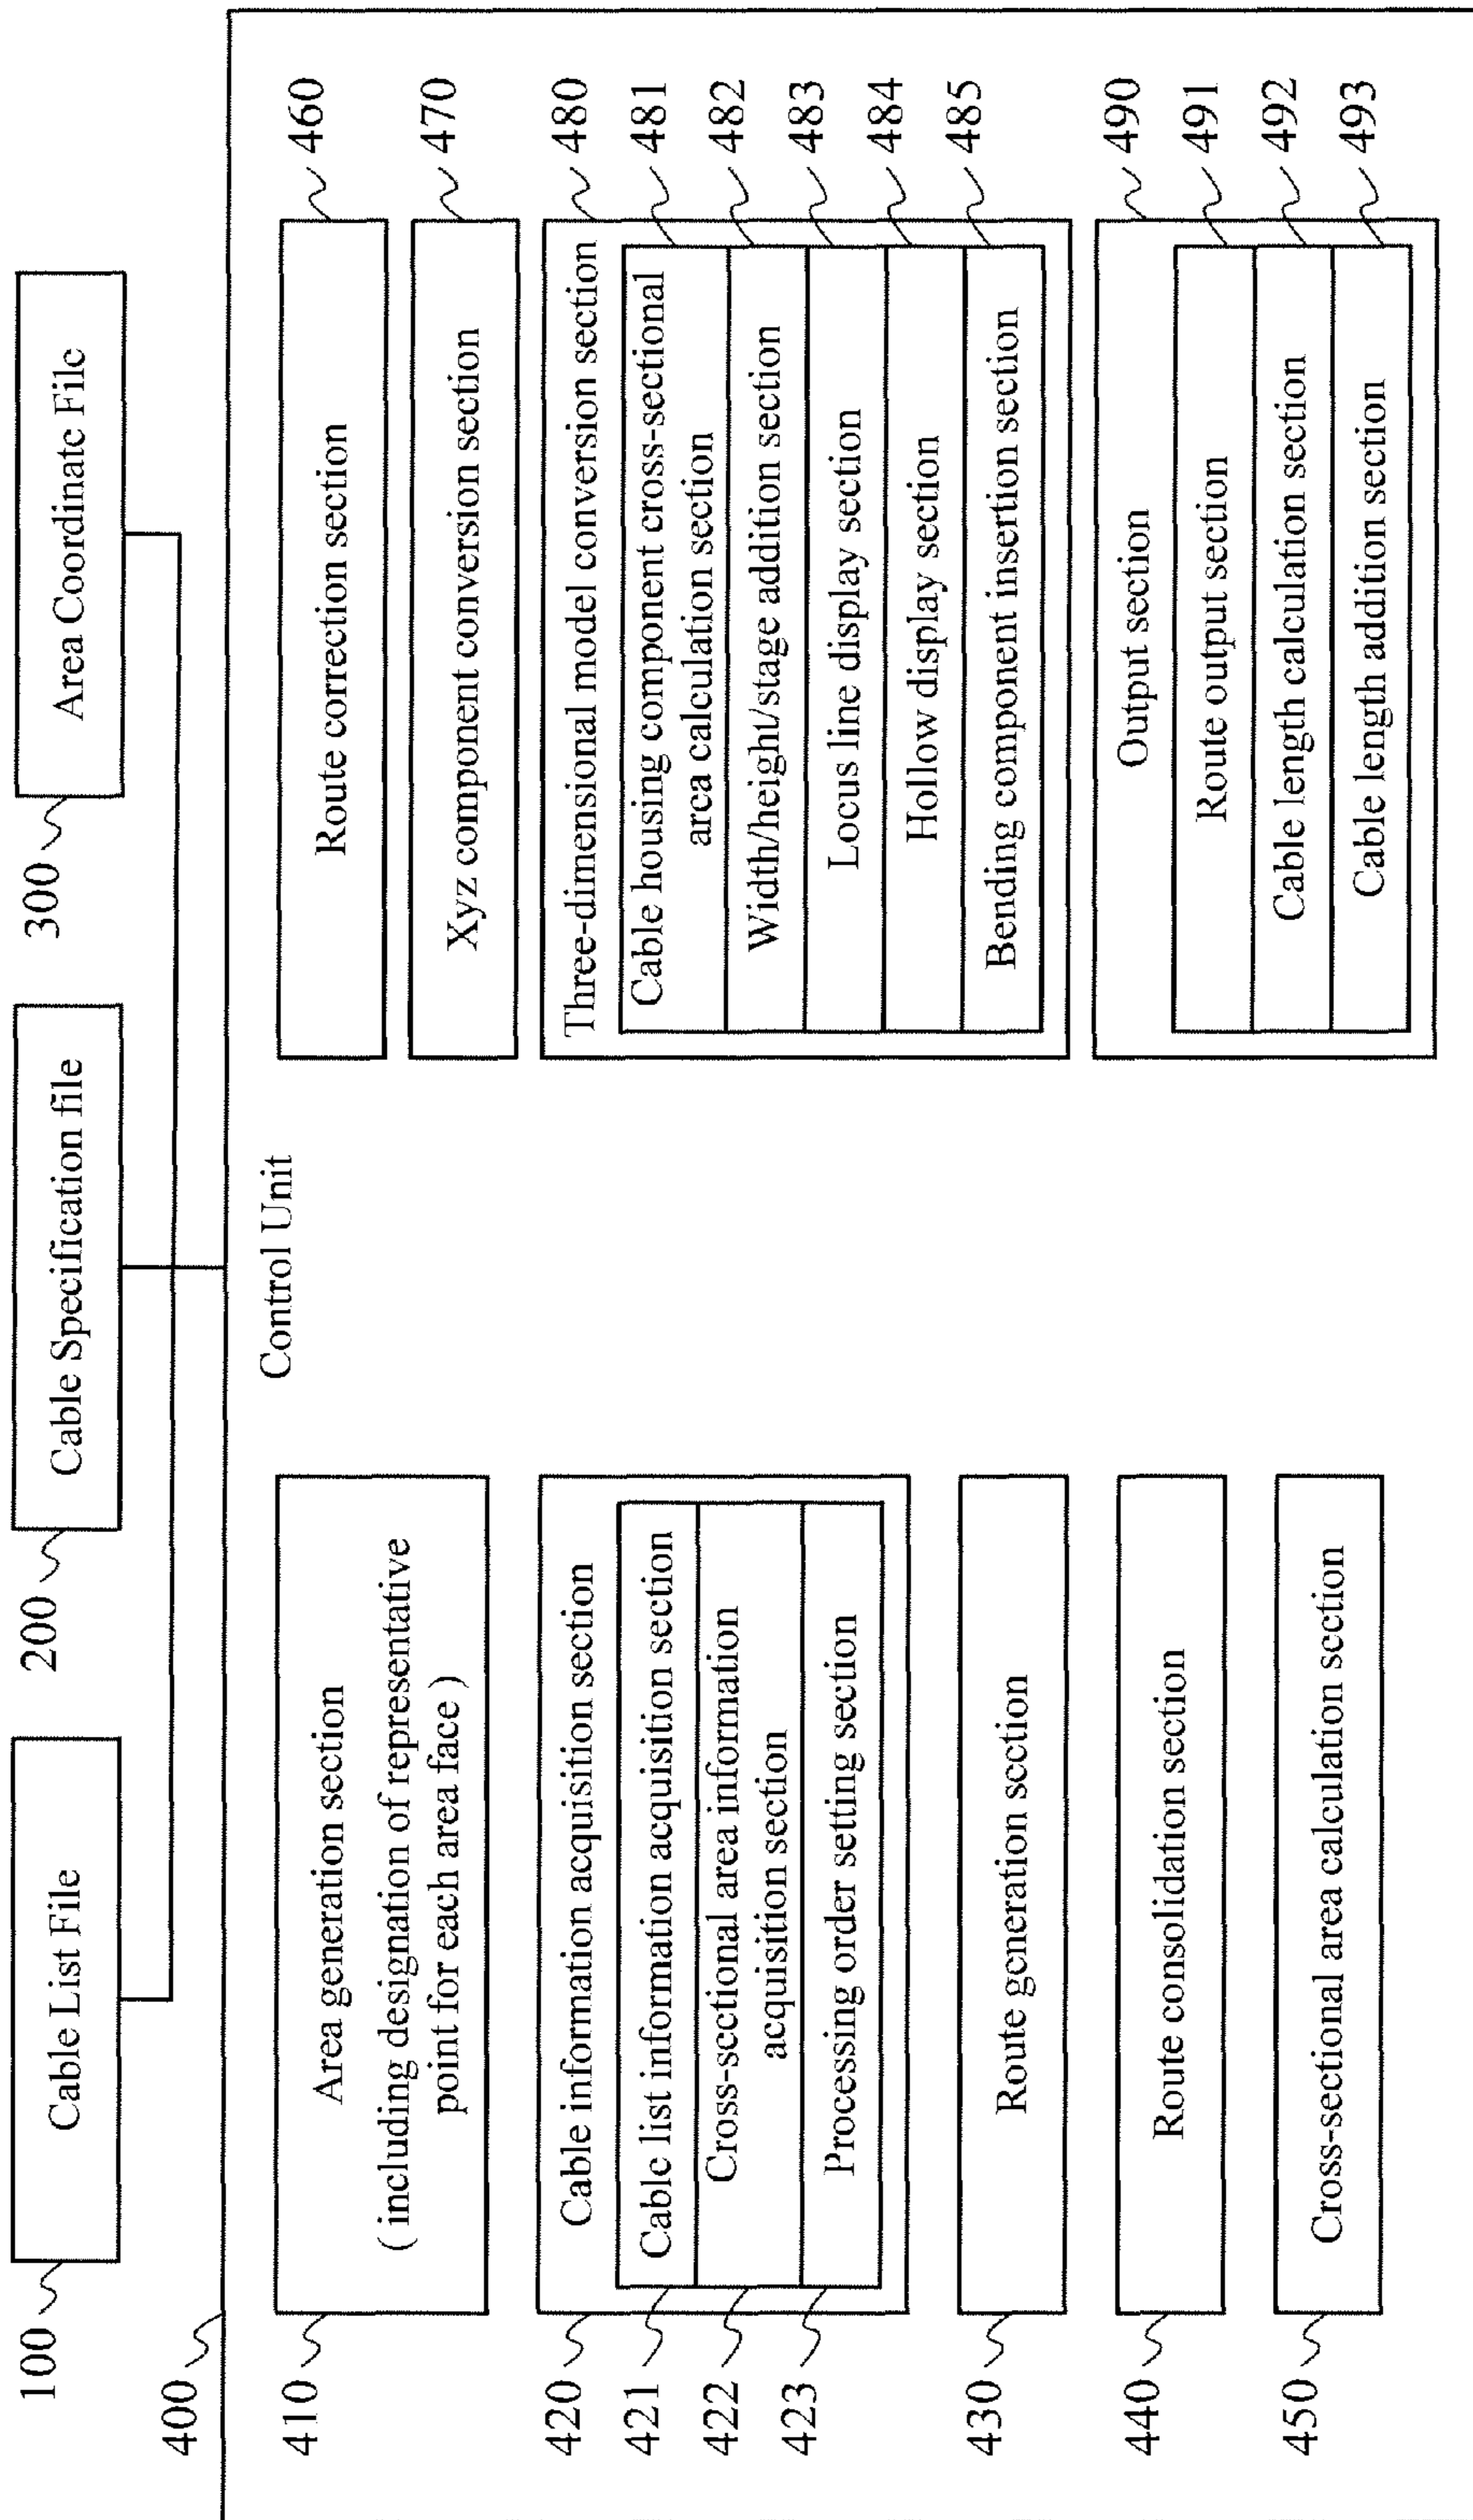 100
Cable List File
200
Cable Specification file
300
Area Coordinate File
400
Control Unit
410
Area generation section
( including designation of representative
point for each area face )
420
Cable information acquisition section
421
Cable list information acquisition section
422
Cross-sectional area information
acquisition section
423
Processing order setting section
430
Route generation section
440
Route consolidation section
450
Cross-sectional area calculation section
Route correction section
460
Xyz component conversion section
470
Three-dimensional model conversion section
480
Cable housing component cross-sectional
area calculation section
481
Width/height/stage addition section
482
Locus line display section
483
Hollow display section
484
Bending component insertion section
485
Output section
490
Route output section
491
Cable length calculation section
492
Cable length addition section
493